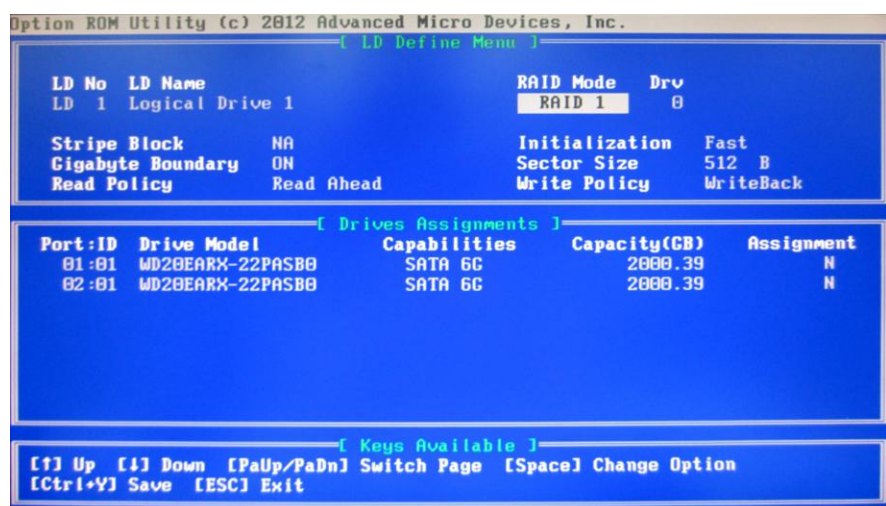 Option ROM Utility (c) 2012 Advanced Micro Devices, Inc.
[ LD Define Menu ]
LD No LD Name RAID Mode Drv
LD 1 Logical Drive 1 RAID 1 0
Stripe Block NA Initialization Fast
Gigabyte Boundary ON Sector Size 512 B
Read Policy Read Ahead Write Policy WriteBack
[ Drives Assignments ]
Port:ID Drive Model Capabilities Capacity(GB) Assignment
01:01 WD20EARX-22PASB0 SATA 6G 2000.39 N
02:01 WD20EARX-22PASB0 SATA 6G 2000.39 N
[ Keys Available ]
[↑] Up [↓] Down [PaUp/PaDn] Switch Page [Space] Change Option
[Ctrl+Y] Save [ESC] Exit